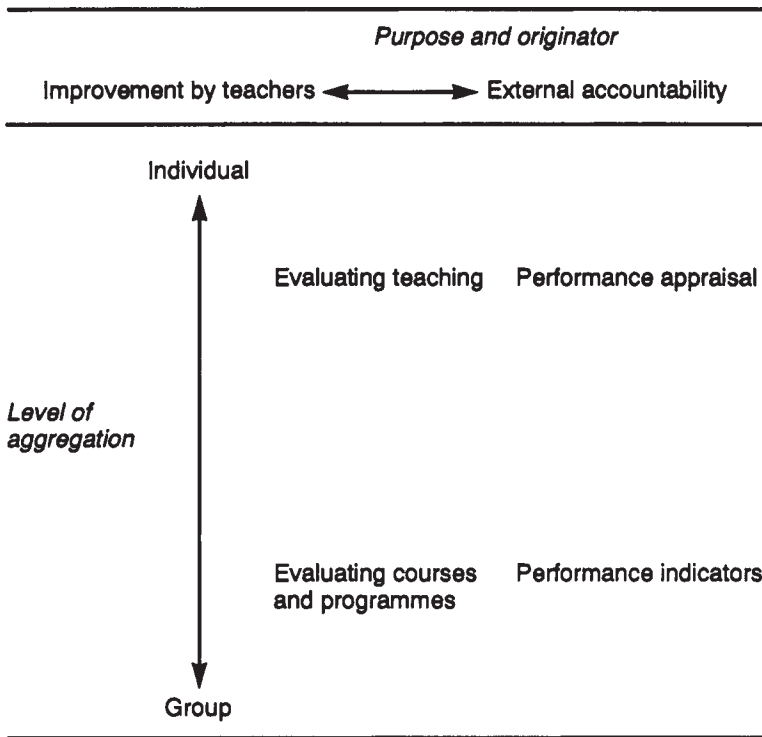 Purpose and originator
Improvement by teachers External accountability
Individual
Evaluating teaching Performance appraisal
Level of
aggregation
Evaluating courses Performance indicators
and programmes
Group